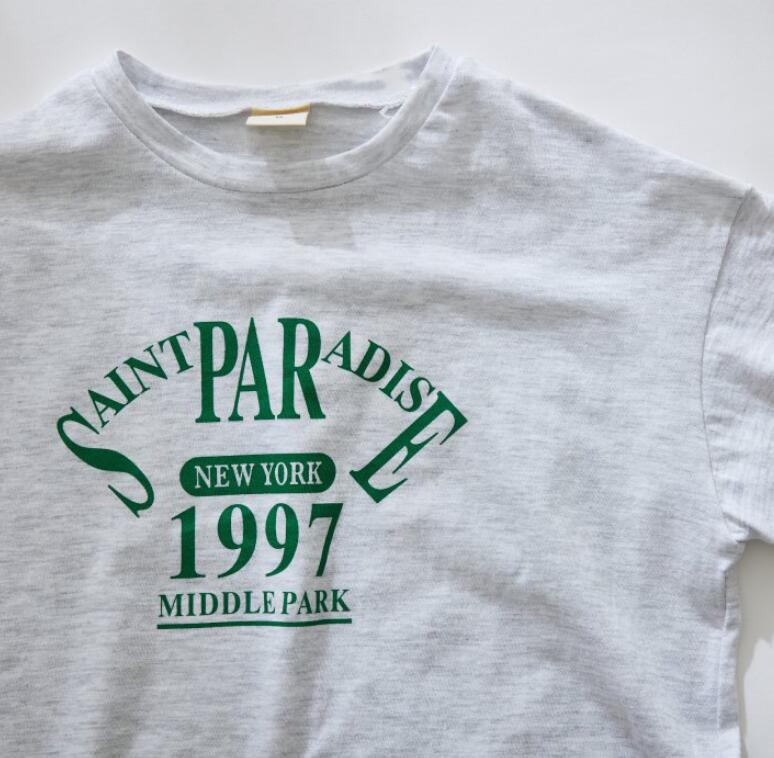 SAINT PARADISE
NEW YORK
1997
MIDDLE PARK